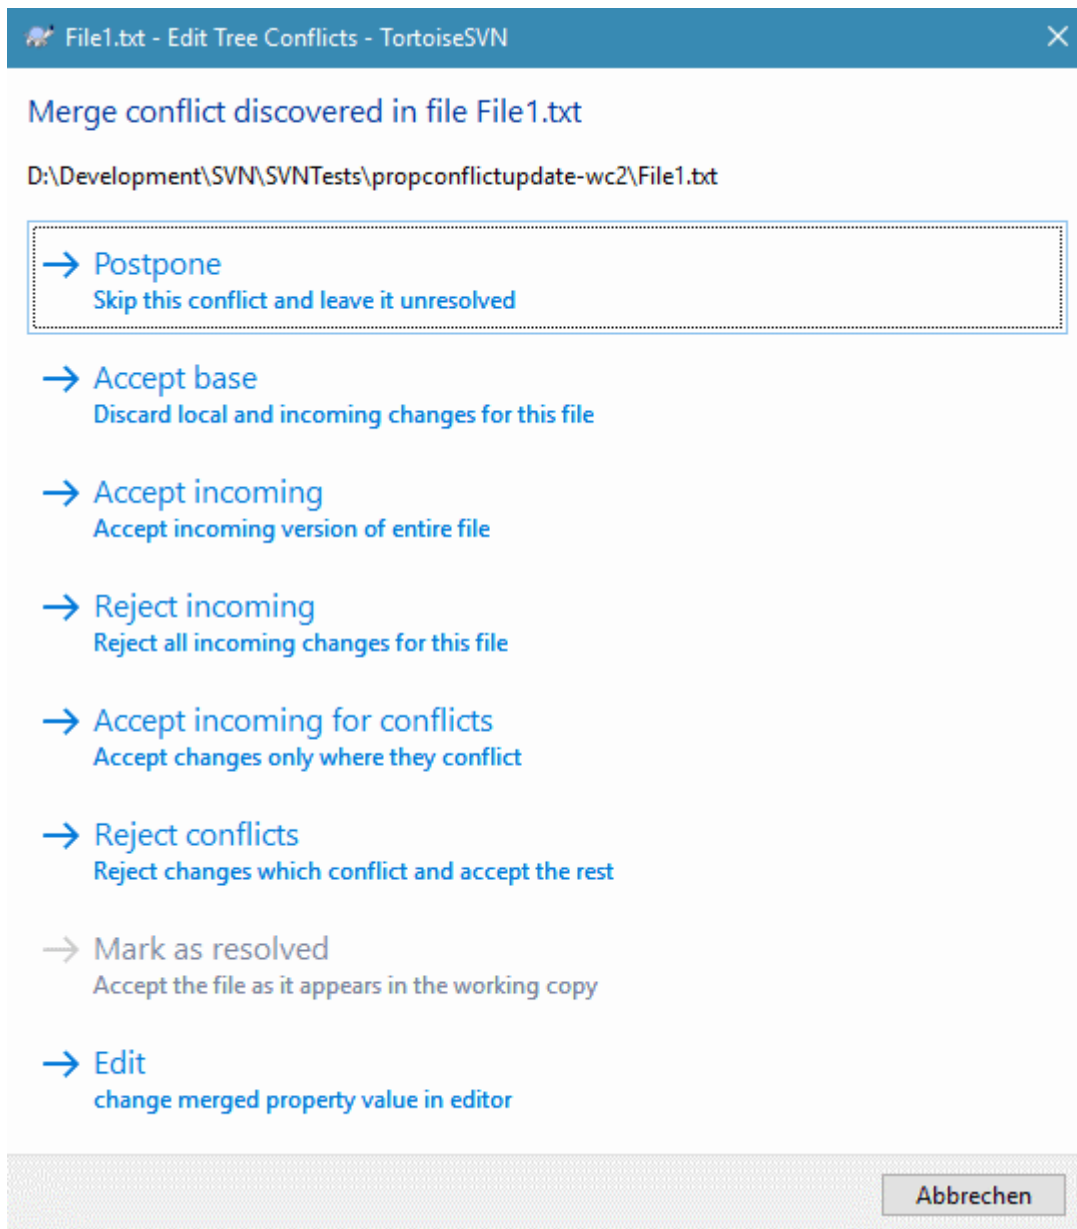 File1.txt - Edit Tree Conflicts - TortoiseSVN
Merge conflict discovered in file File1.txt
D:\Development\SVN\SVNTests\propconflictupdate-wc2\File1.txt
Postpone
Skip this conflict and leave it unresolved
Accept base
Discard local and incoming changes for this file
Accept incoming
Accept incoming version of entire file
Reject incoming
Reject all incoming changes for this file
Accept incoming for conflicts
Accept changes only where they conflict
Reject conflicts
Reject changes which conflict and accept the rest
Mark as resolved
Accept the file as it appears in the working copy
Edit
change merged property value in editor
Abbrechen